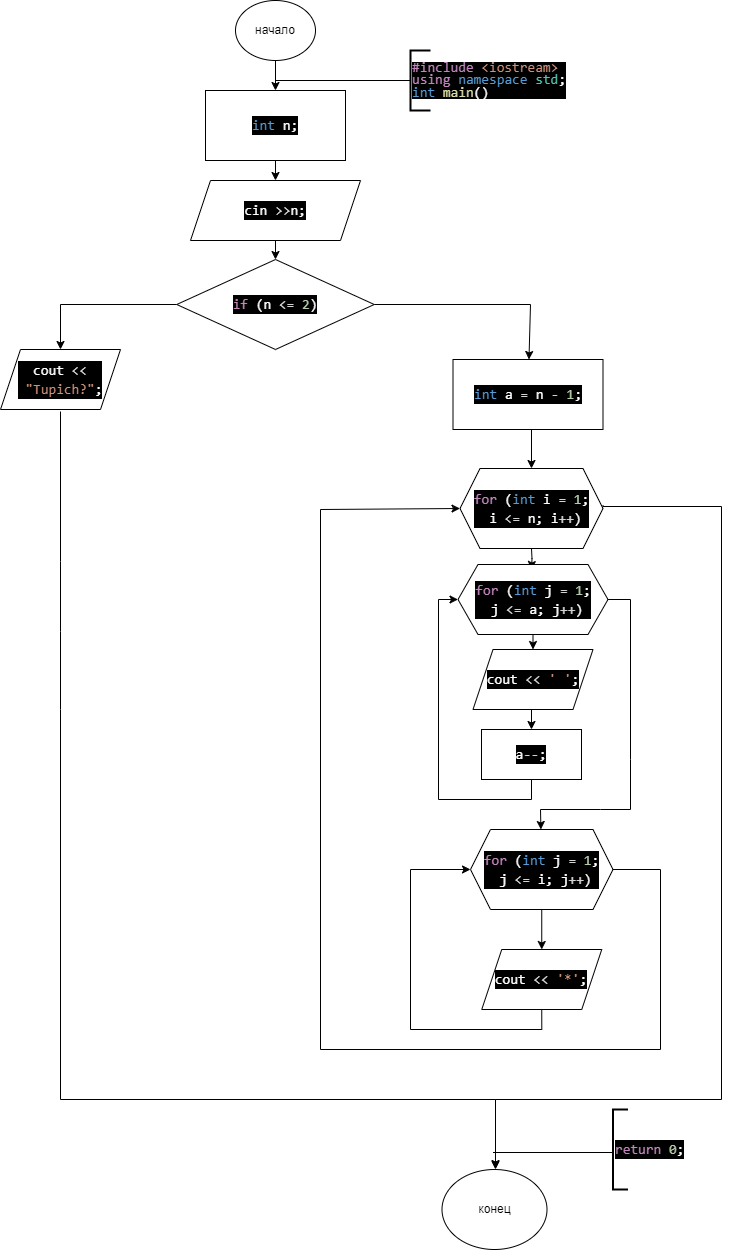 начало
#include <iostream>
using namespace std;
int main()
int n;
cin >>n;
if (n <= 2)
cout <<
"Tupich?";
int a = n - 1;
for (int i = 1;
i <= n; i++)
for (int j = 1;
j <= a; j++)
cout << ' ';
a--;
for (int j = 1;
j <= i; j++)
cout << '*';
return 0;
конец